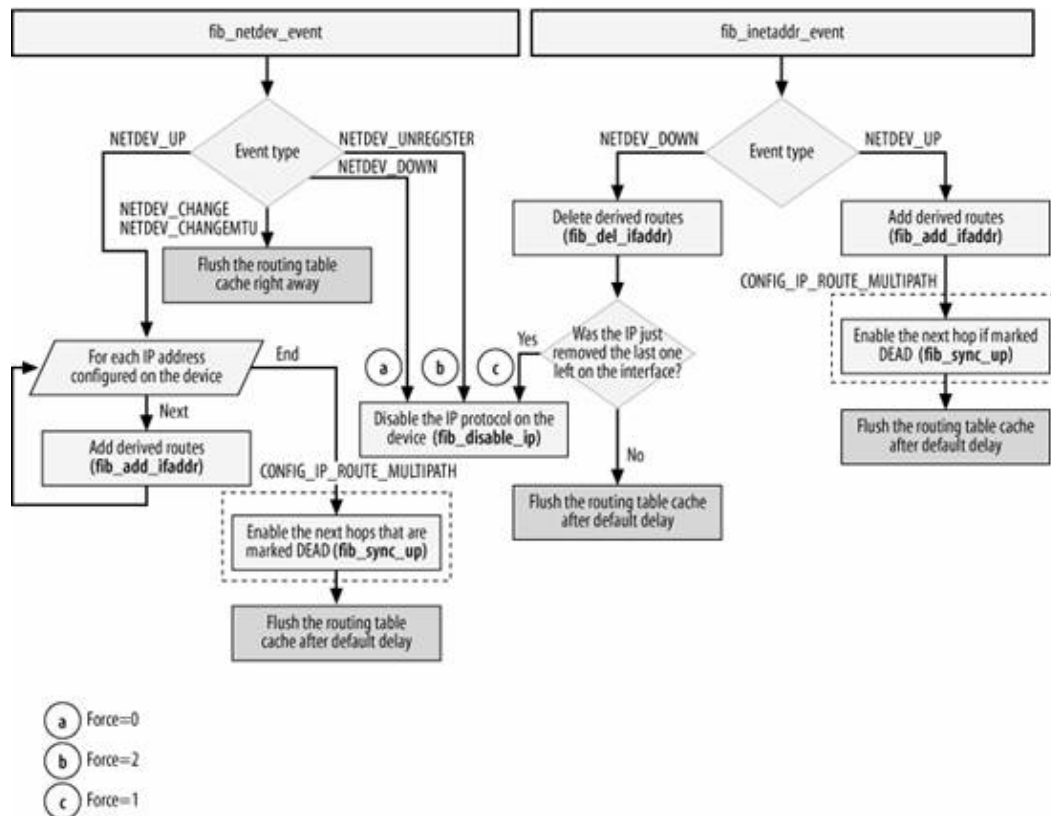 fib_netdev_event
NETDEV_UP
Event type
NETDEV_UNREGISTER
NETDEV_DOWN
NETDEV_CHANGE
NETDEV_CHANGEMTU
Flush the routing table
cache right away
For each IP address
configured on the device
End
Next
Add derived routes
(fib_add_ifaddr)
CONFIG_IP_ROUTE_MULTIPATH
Enable the next hops that are
marked DEAD (fib_sync_up)
Flush the routing table
cache after default delay
a
b
c
Disable the IP protocol on the
device (fib_disable_ip)
fib_inetaddr_event
NETDEV_DOWN
Event type
NETDEV_UP
Delete derived routes
(fib_del_ifaddr)
Yes
Was the IP just
removed the last one
left on the interface?
No
Flush the routing table cache
after default delay
Add derived routes
(fib_add_ifaddr)
CONFIG_IP_ROUTE_MULTIPATH
Enable the next hop if marked
DEAD (fib_sync_up)
Flush the routing table cache
after default delay
a Force=0
b Force=2
c Force=1